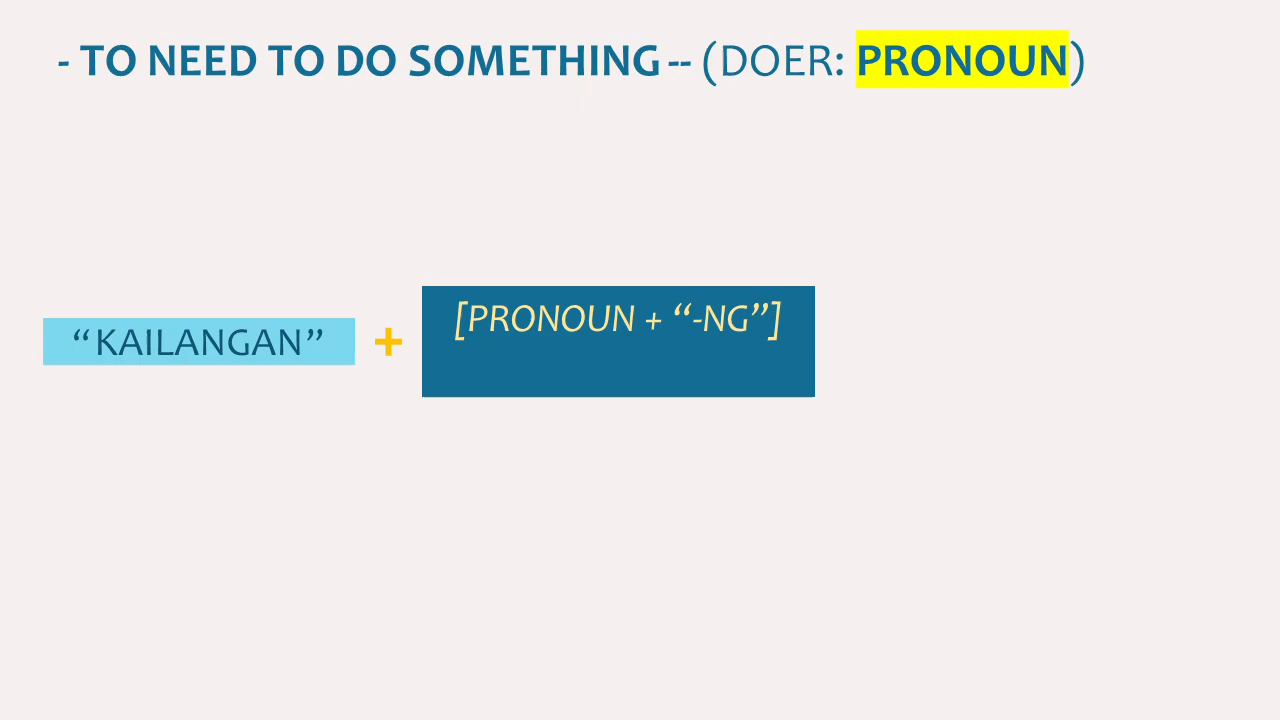 - TO NEED TO DO SOMETHING -- (DOER: PRONOUN)
“KAILANGAN” + [PRONOUN + “-NG”]